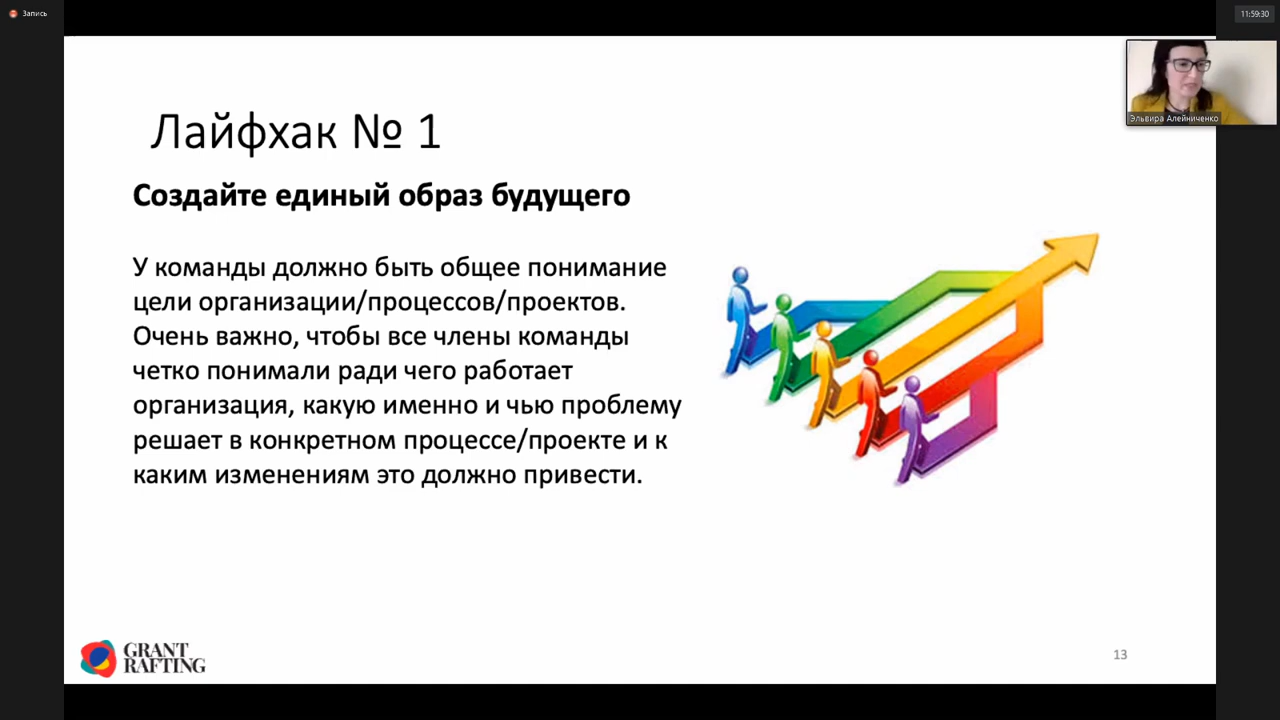 Запись
11:59:30
Эльвира Алейниченко
Лайфхак № 1
Создайте единый образ будущего
У команды должно быть общее понимание
цели организации/процессов/проектов.
Очень важно, чтобы все члены команды
четко понимали ради чего работает
организация, какую именно и чью проблему
решает в конкретном процессе/проекте и к
каким изменениям это должно привести.
GRANT
RAFTING
13